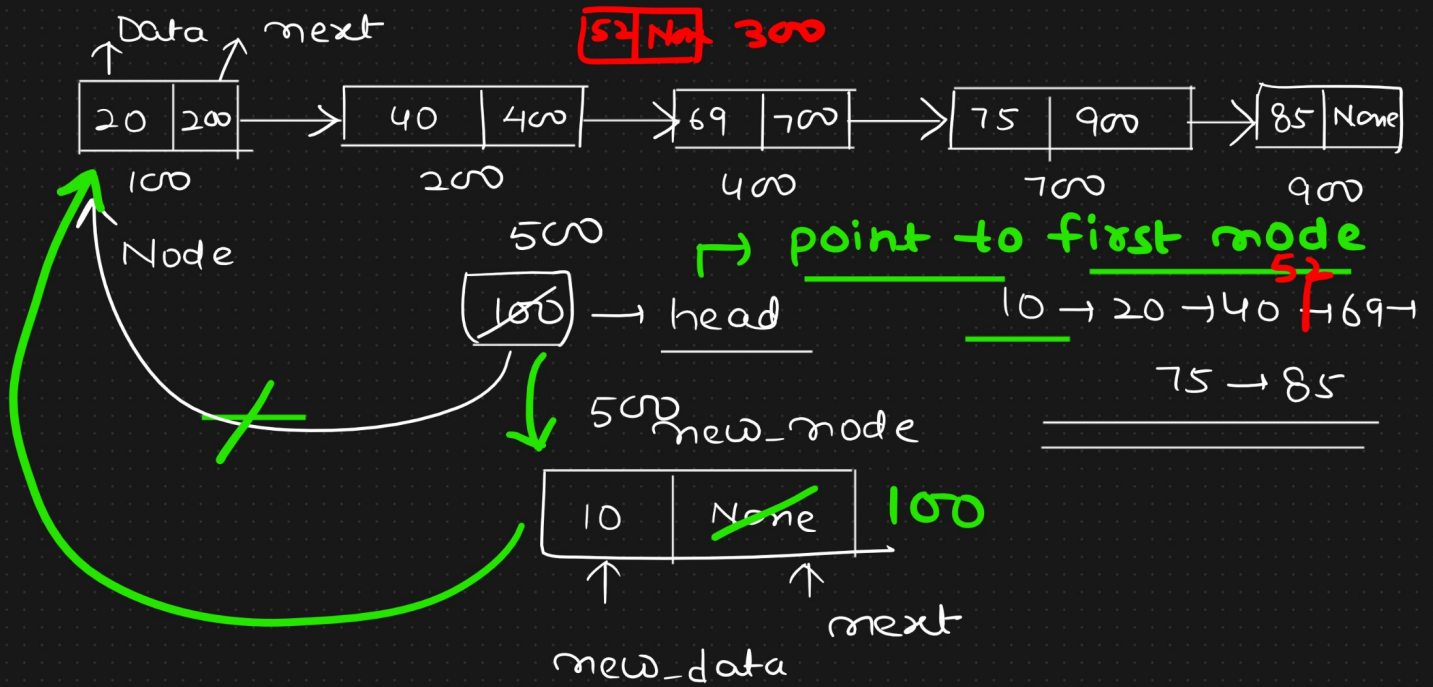 Data next
52 None 300
20 200 40 400 69 700 75 900 85 None
100 200 400 700 900
Node
500
point to first node
100 → head
52
10 → 20 → 40 → 69 →
75 → 85
500
new_node
10 None 100
next
new_data